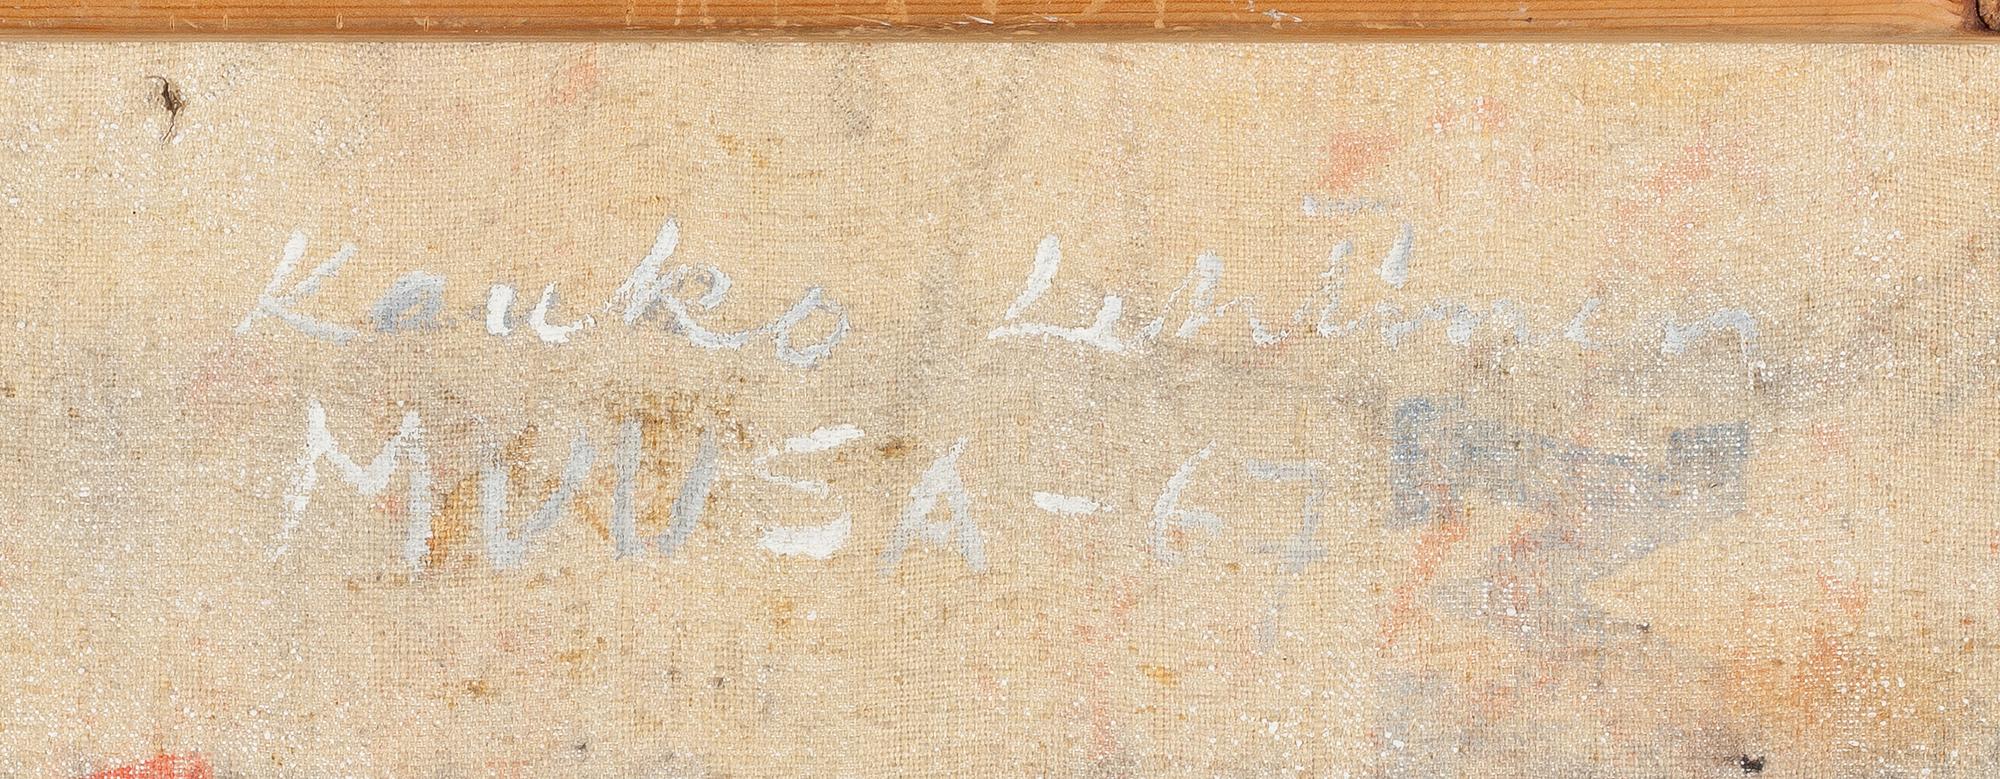 Kauko Lehtinen
MUUSA - 67